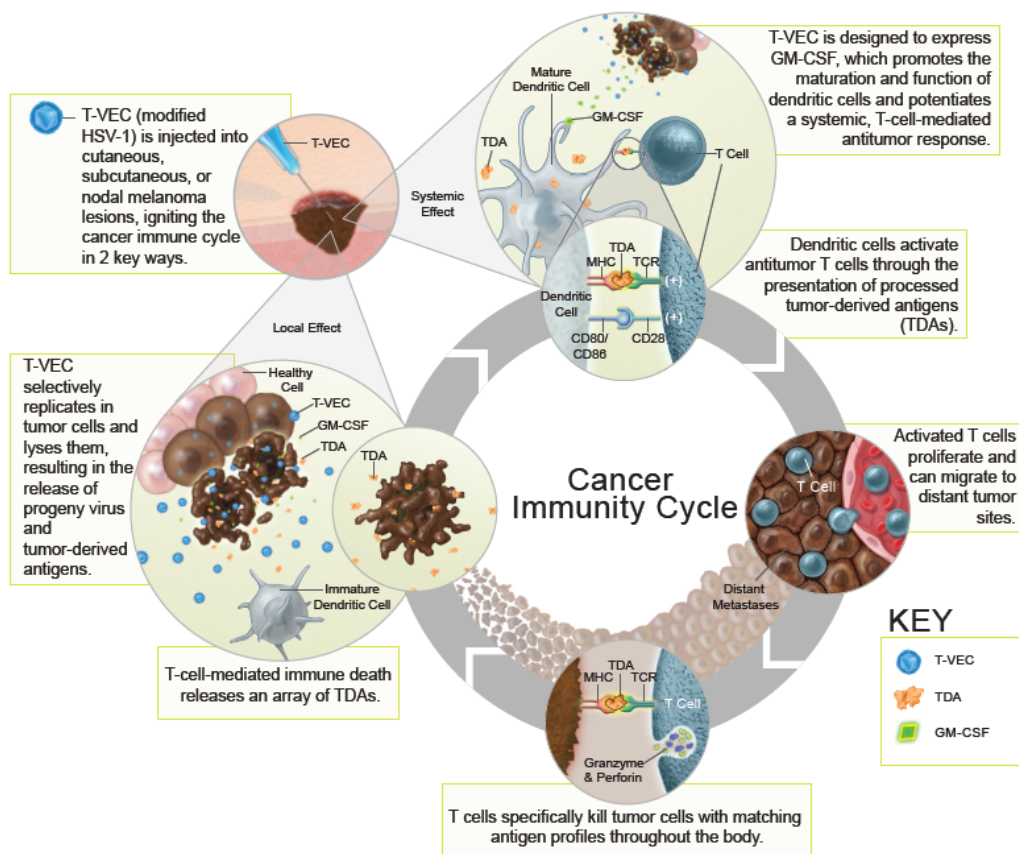 T-VEC (modified
HSV-1) is injected into
cutaneous,
subcutaneous, or
nodal melanoma
lesions, igniting the
cancer immune cycle
in 2 key ways.
T-VEC
Systemic
Effect
Local Effect
Mature
Dendritic Cell
GM-CSF
TDA
T Cell
T-VEC is designed to express
GM-CSF, which promotes the
maturation and function of
dendritic cells and potentiates
a systemic, T-cell-mediated
antitumor response.
TDA
MHC
TCR
(+)
Dendritic
Cell
(+)
CD80/
CD86
CD28
Dendritic cells activate
antitumor T cells through the
presentation of processed
tumor-derived antigens
(TDAs).
T-VEC
selectively
replicates in
tumor cells and
lyses them,
resulting in the
release of
progeny virus
and
tumor-derived
antigens.
Healthy
Cell
T-VEC
GM-CSF
TDA
Immature
Dendritic Cell
TDA
Cancer
Immunity Cycle
T Cell
Distant
Metastases
Activated T cells
proliferate and
can migrate to
distant tumor
sites.
T-cell-mediated immune death
releases an array of TDAs.
TDA
MHC
TCR
T Cell
Granzyme
& Perforin
T cells specifically kill tumor cells with matching
antigen profiles throughout the body.
KEY
T-VEC
TDA
GM-CSF